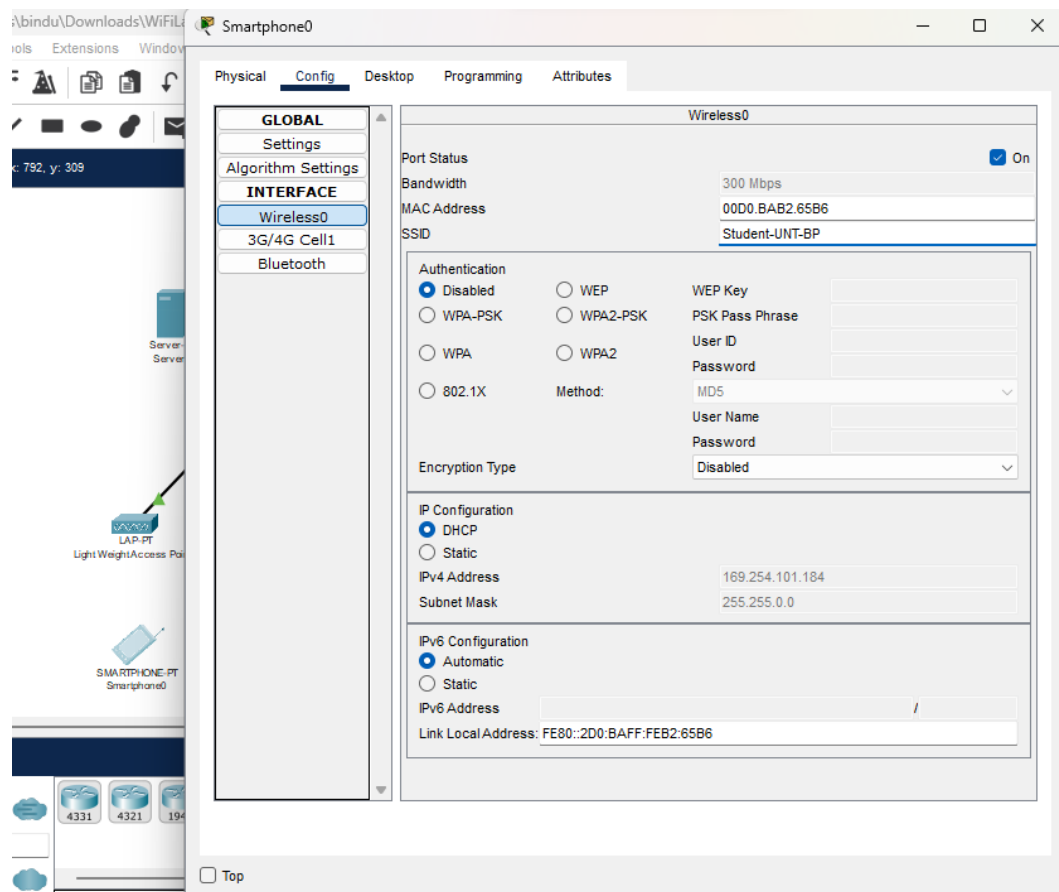 s\bindu\Downloads\WiFiLa
ools Extensions Window
x: 792, y: 309
Server-
Server
LAP-PT
Light WeightAccess Poi
SMARTPHONE-PT
Smartphone0
4331 4321 194
Smartphone0
Physical Config Desktop Programming Attributes
GLOBAL
Settings
Algorithm Settings
INTERFACE
Wireless0
3G/4G Cell1
Bluetooth
Wireless0
Port Status On
Bandwidth 300 Mbps
MAC Address 00D0.BAB2.65B6
SSID Student-UNT-BP
Authentication
Disabled WEP WEP Key
WPA-PSK WPA2-PSK PSK Pass Phrase
User ID
WPA WPA2
Password
802.1X Method: MD5
User Name
Password
Encryption Type Disabled
IP Configuration
DHCP
Static
IPv4 Address 169.254.101.184
Subnet Mask 255.255.0.0
IPv6 Configuration
Automatic
Static
IPv6 Address /
Link Local Address: FE80::2D0:BAFF:FEB2:65B6
Top